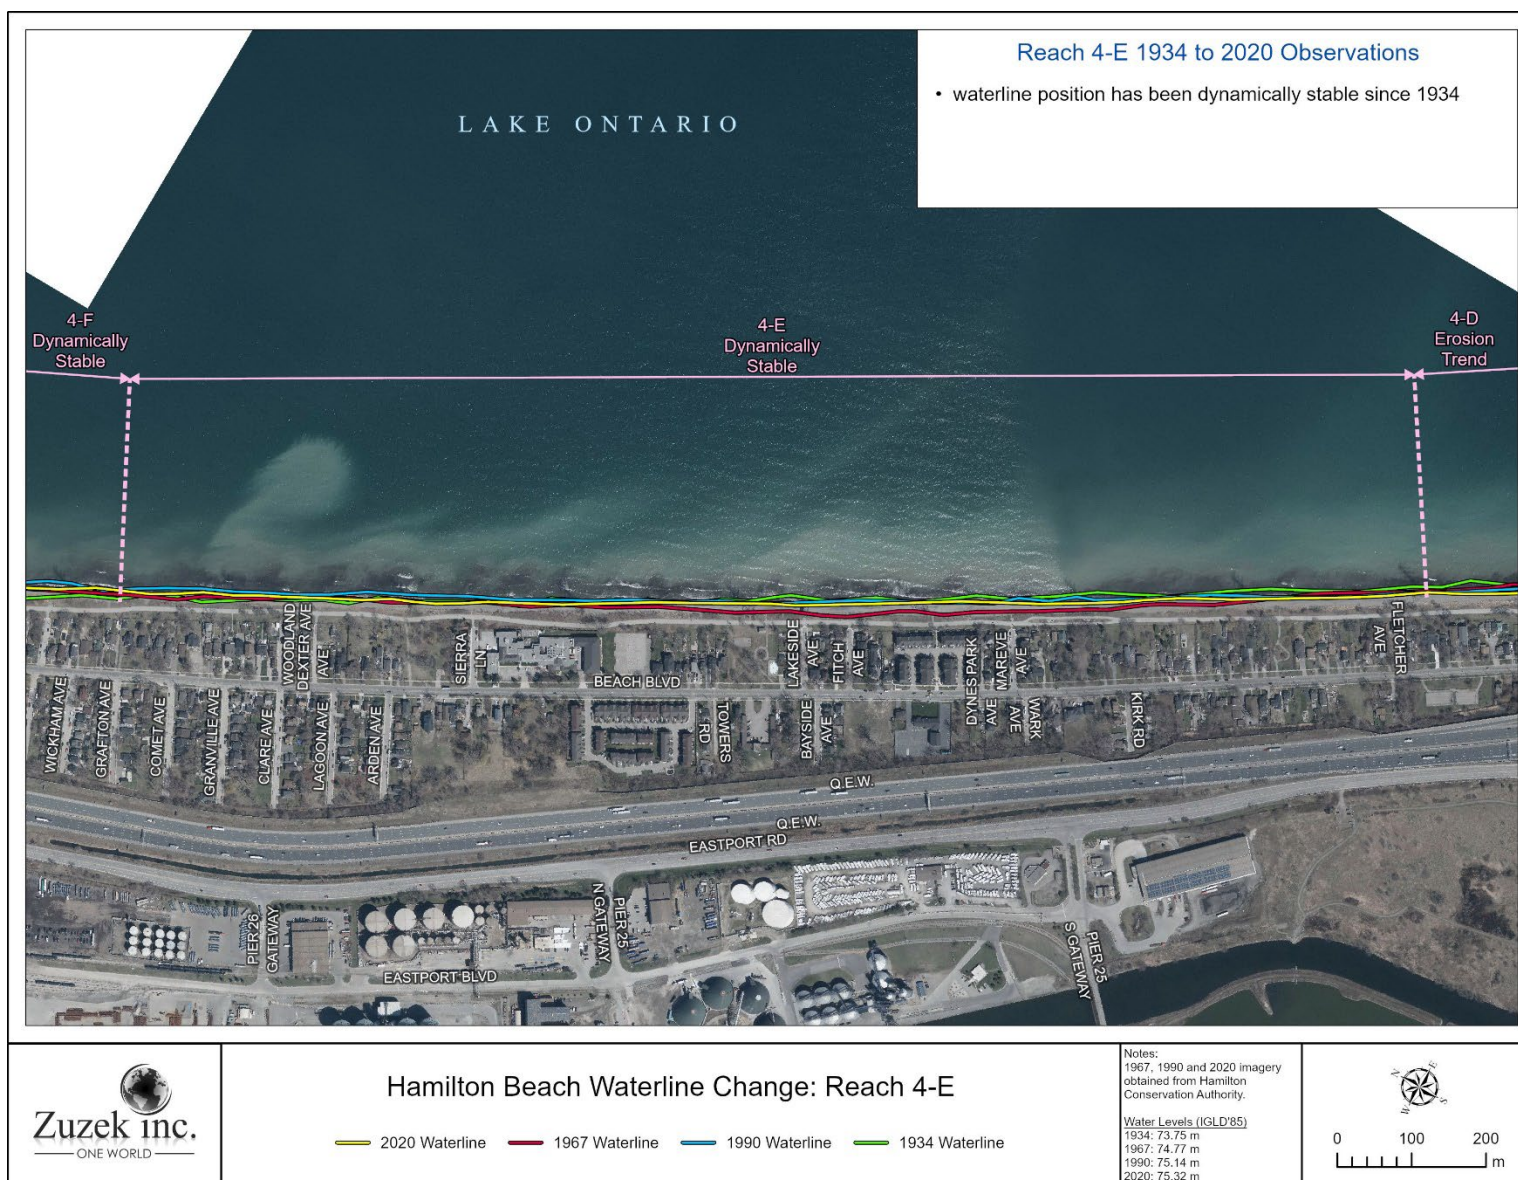 Reach 4-E 1934 to 2020 Observations
• waterline position has been dynamically stable since 1934
LAKE ONTARIO
4-F
Dynamically
Stable
4-E
Dynamically
Stable
4-D
Erosion
Trend
WICKHAM AVE
GRAFTON AVE
COMET AVE
GRANVILLE AVE
CLARE AVE
WOODLAND
DEXTER AVE
AVE
LAGOON AVE
ARDEN AVE
SIERRA
LN
BEACH BLVD
TOWERS
RD
LAKESIDE
AVE
FITCH
AVE
BAYSIDE
AVE
DYNES PARK
AVE
MAREVE
AVE
WARK
AVE
KIRK RD
FLETCHER
AVE
Q.E.W.
Q.E.W.
EASTPORT RD
PIER 26
GATEWAY
N GATEWAY
PIER 25
EASTPORT BLVD
S GATEWAY
PIER 25
Zuzek inc.
ONE WORLD
Hamilton Beach Waterline Change: Reach 4-E
2020 Waterline
1967 Waterline
1990 Waterline
1934 Waterline
Notes:
1967, 1990 and 2020 imagery
obtained from Hamilton
Conservation Authority.
Water Levels (IGLD'85)
1934: 73.75 m
1967: 74.77 m
1990: 75.14 m
2020: 75.32 m
N
E
W
S
0 100 200
m